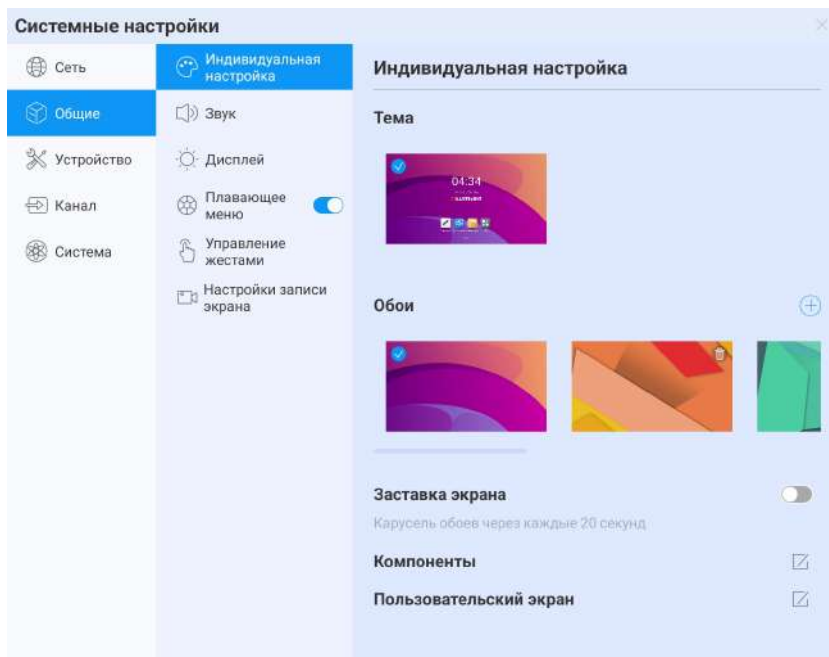 Системные настройки
Сеть
Общие
Устройство
Канал
Система
Индивидуальная
настройка
Звук
Дисплей
Плавающее
меню
Управление
жестами
Настройки записи
экрана
Индивидуальная настройка
Тема
04:34
Обои
Заставка экрана
Карусель обоев через каждые 20 секунд
Компоненты
Пользовательский экран